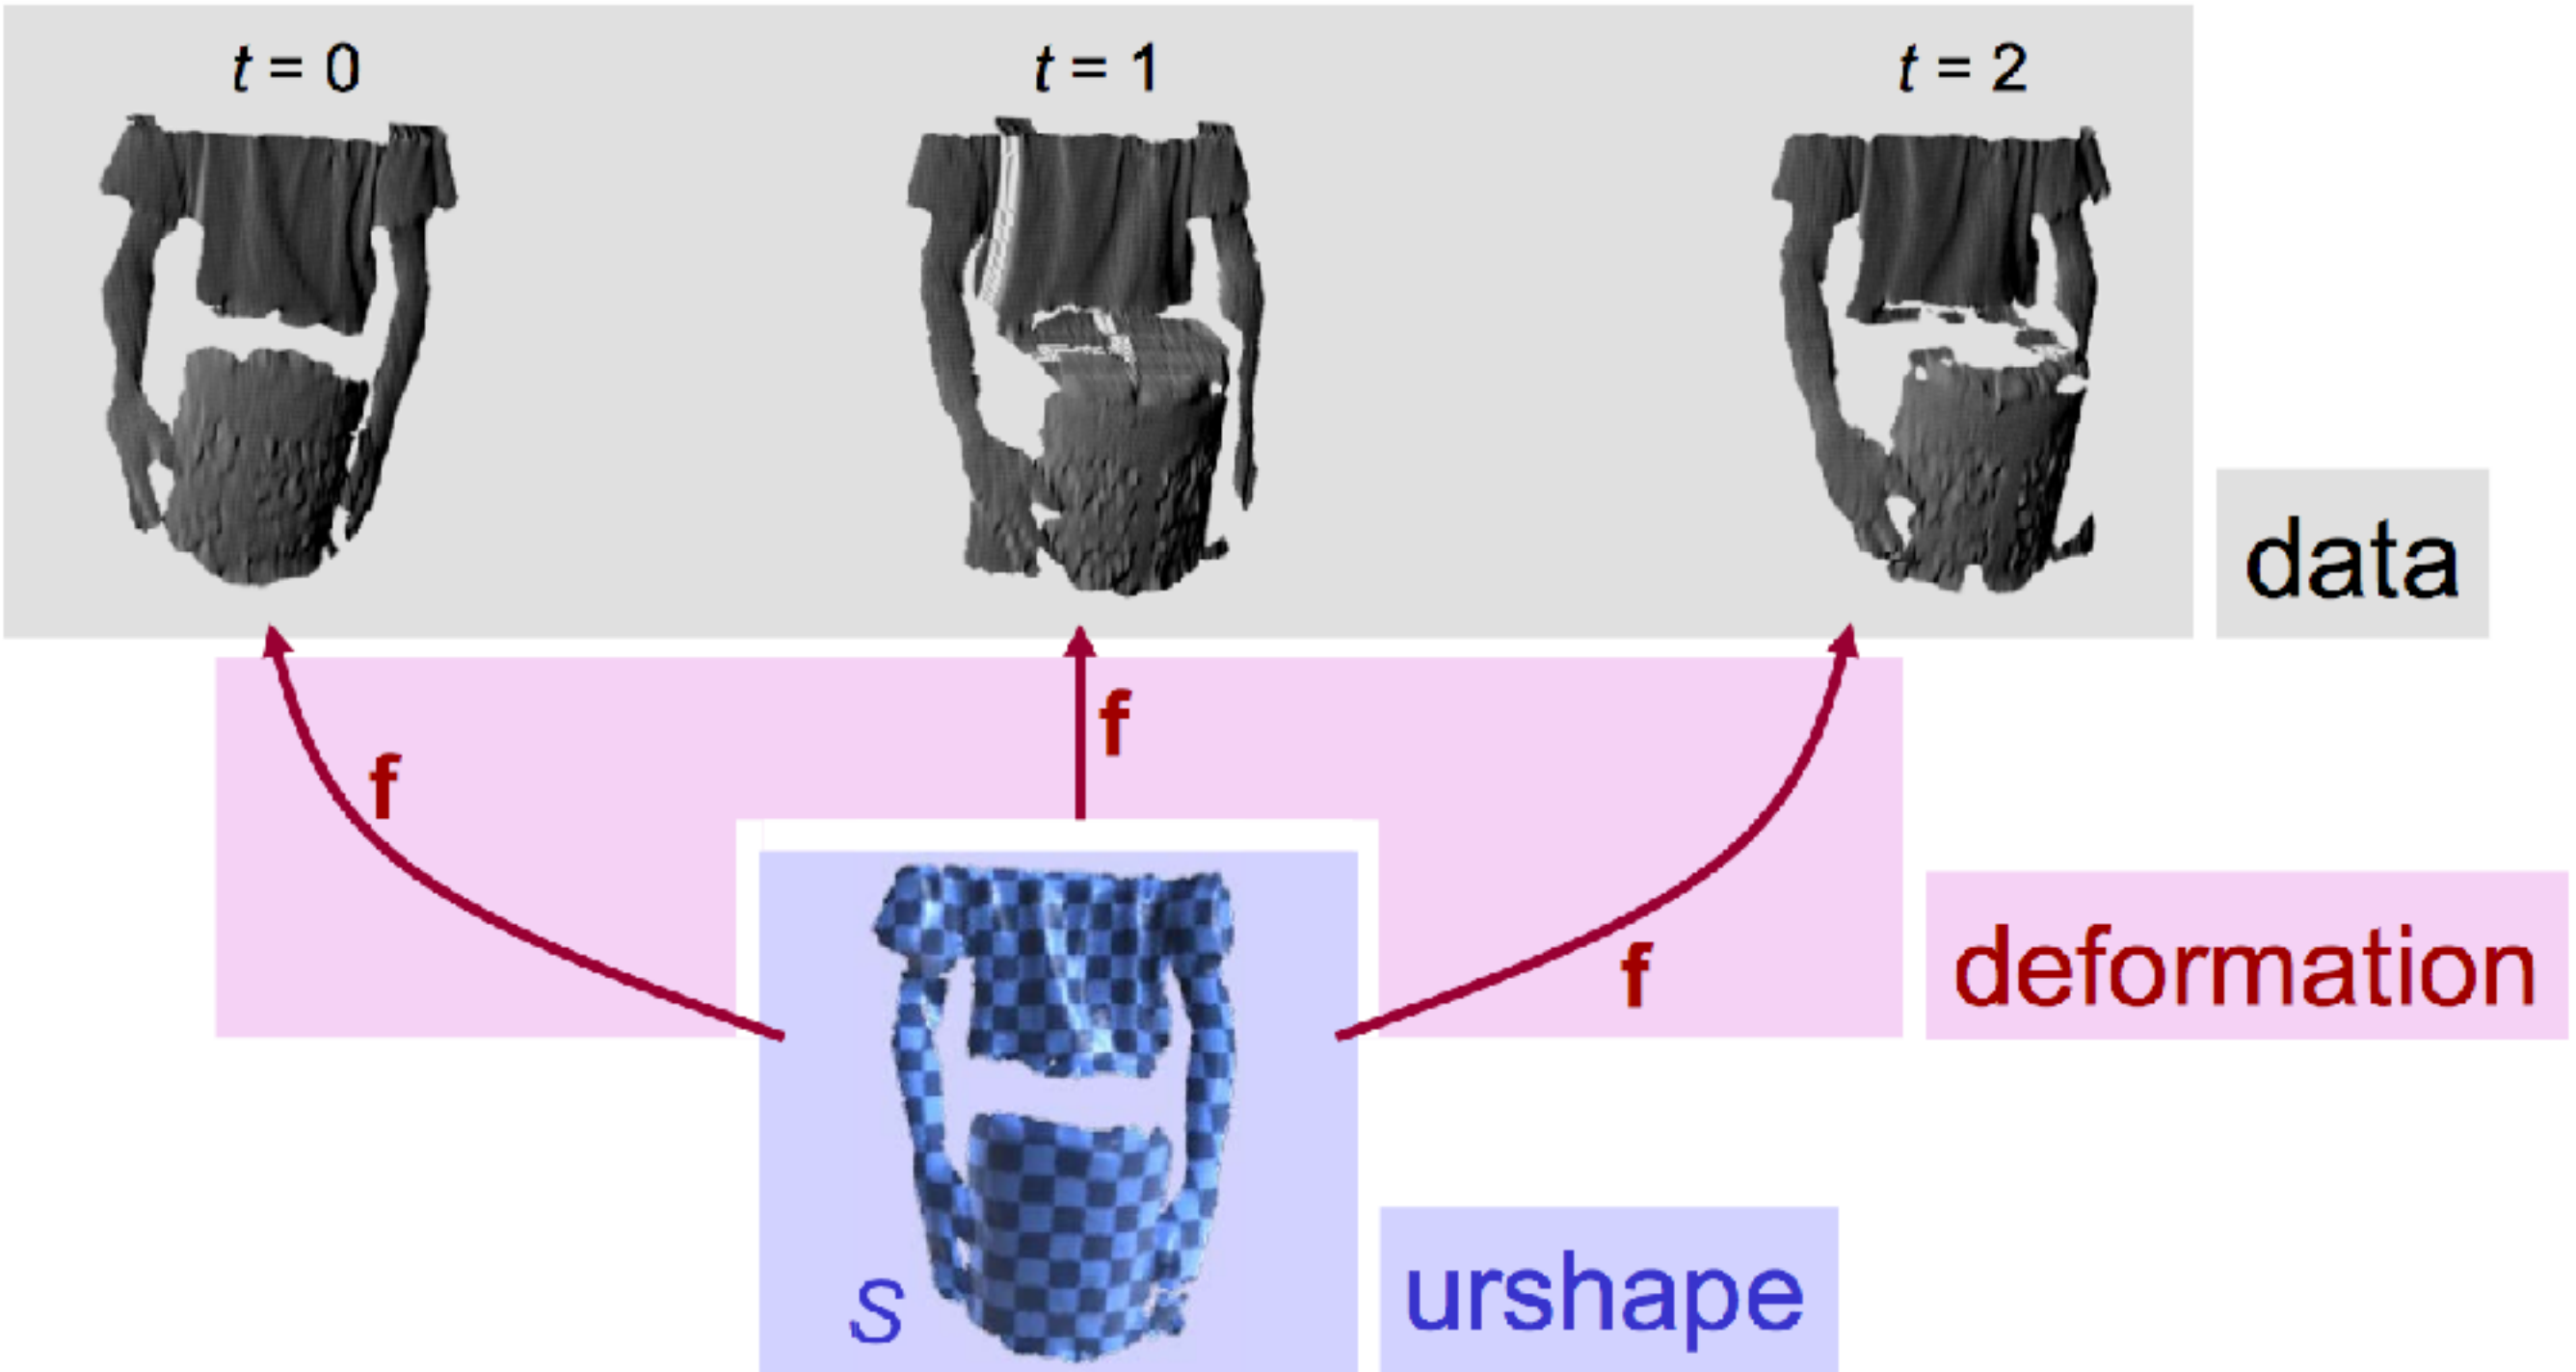 t = 0
t = 1
t = 2
data
f
f
f
deformation
S
urshape